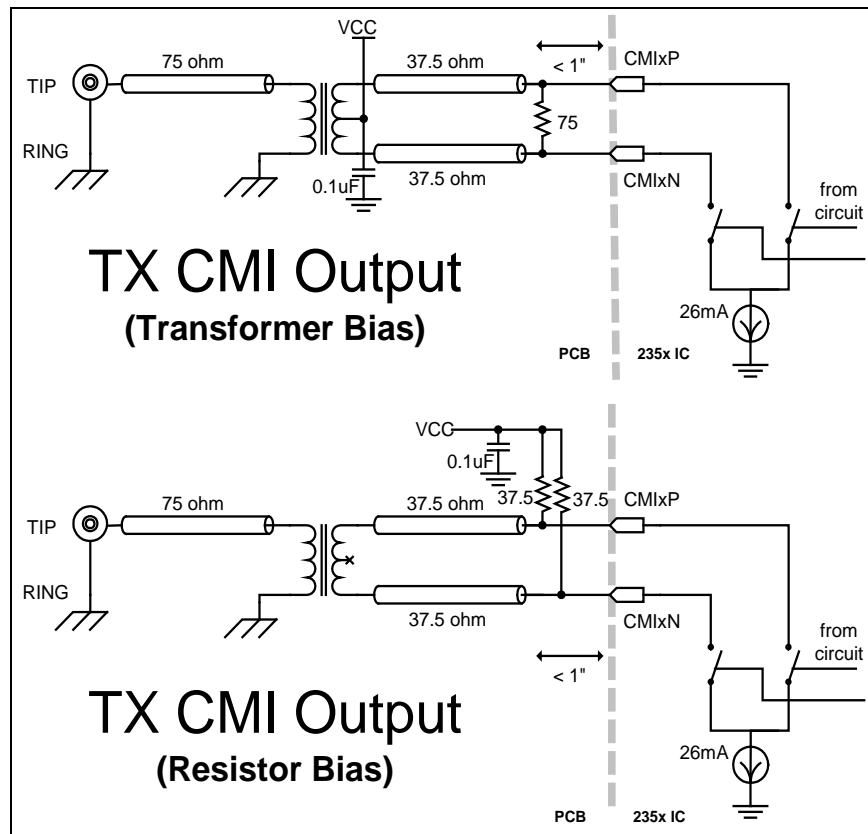 VCC
75 ohm
37.5 ohm
< 1"
CMIxP
TIP
75
RING
0.1uF
37.5 ohm
CMIxN
from
circuit
TX CMI Output
(Transformer Bias)
26mA
PCB
235x IC
VCC
0.1uF
75 ohm
37.5 ohm
37.5
37.5
CMIxP
TIP
RING
37.5 ohm
CMIxN
from
circuit
< 1"
TX CMI Output
(Resistor Bias)
26mA
PCB
235x IC